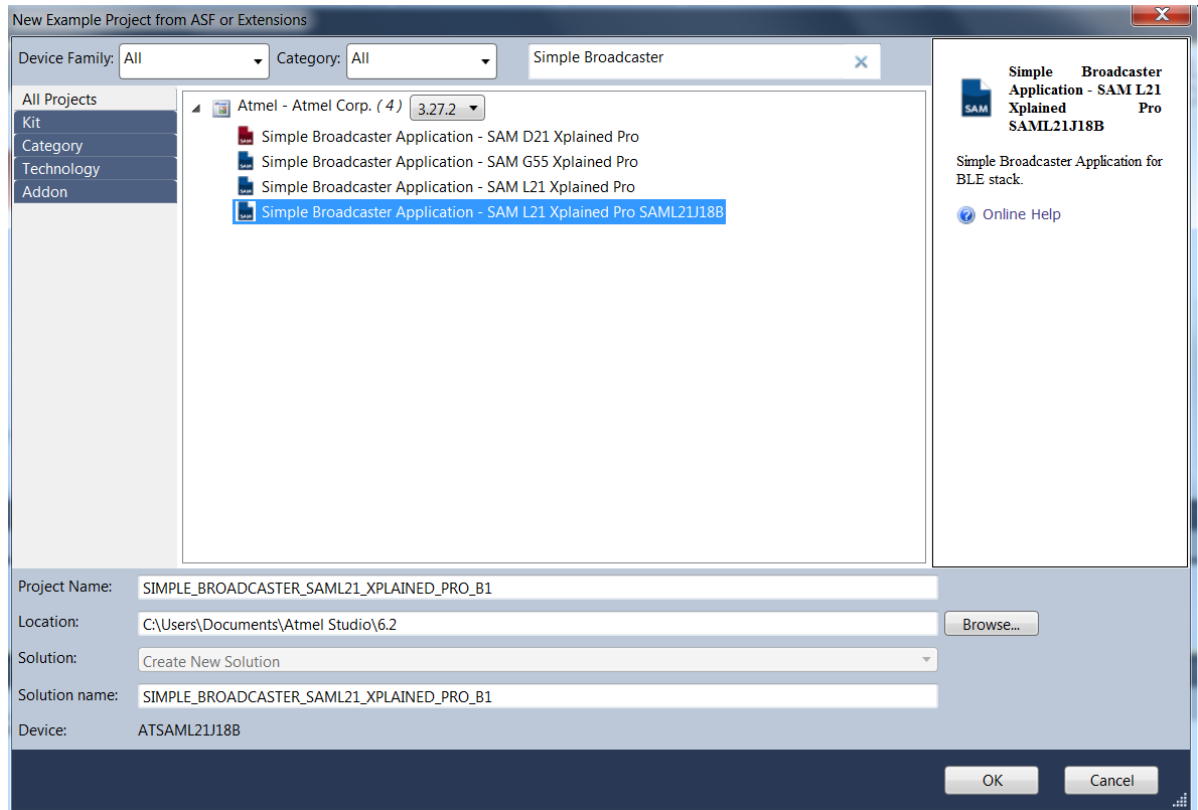 New Example Project from ASF or Extensions
Device Family: All Category: All Simple Broadcaster
All Projects
Kit
Category
Technology
Addon
Atmel - Atmel Corp. (4) 3.27.2
Simple Broadcaster Application - SAM D21 Xplained Pro
Simple Broadcaster Application - SAM G55 Xplained Pro
Simple Broadcaster Application - SAM L21 Xplained Pro
Simple Broadcaster Application - SAM L21 Xplained Pro SAML21J18B
SAM
Simple Broadcaster
Application - SAM L21
Xplained Pro
SAML21J18B
Simple Broadcaster Application for
BLE stack.
Online Help
Project Name: SIMPLE_BROADCASTER_SAML21_XPLAINED_PRO_B1
Location: C:\Users\Documents\Atmel Studio\6.2 Browse...
Solution: Create New Solution
Solution name: SIMPLE_BROADCASTER_SAML21_XPLAINED_PRO_B1
Device: ATSAML21J18B
OK Cancel